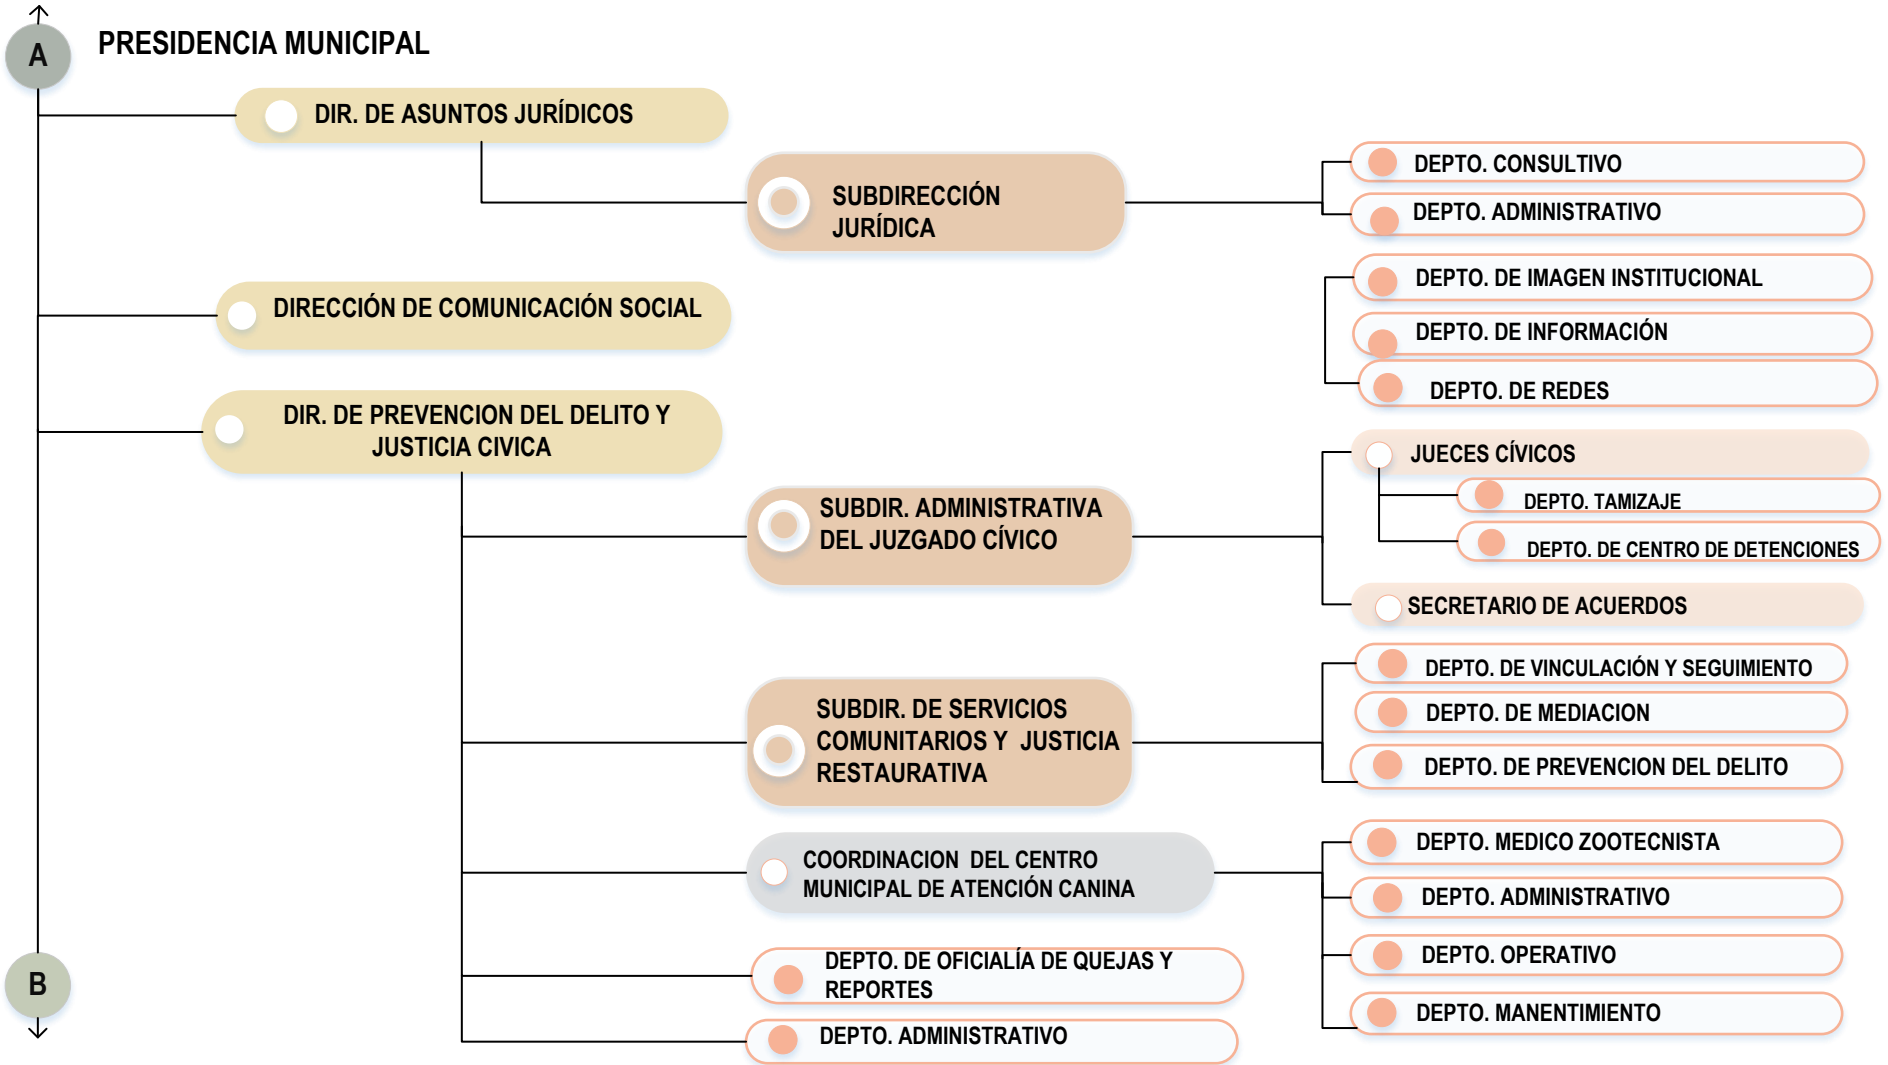 A
PRESIDENCIA MUNICIPAL
DIR. DE ASUNTOS JURÍDICOS
SUBDIRECCIÓN
JURÍDICA
DEPTO. CONSULTIVO
DEPTO. ADMINISTRATIVO
DIRECCIÓN DE COMUNICACIÓN SOCIAL
DEPTO. DE IMAGEN INSTITUCIONAL
DEPTO. DE INFORMACIÓN
DEPTO. DE REDES
DIR. DE PREVENCION DEL DELITO Y
JUSTICIA CIVICA
SUBDIR. ADMINISTRATIVA
DEL JUZGADO CÍVICO
JUECES CÍVICOS
DEPTO. TAMIZAJE
DEPTO. DE CENTRO DE DETENCIONES
SECRETARIO DE ACUERDOS
SUBDIR. DE SERVICIOS
COMUNITARIOS Y JUSTICIA
RESTAURATIVA
DEPTO. DE VINCULACIÓN Y SEGUIMIENTO
DEPTO. DE MEDIACION
DEPTO. DE PREVENCION DEL DELITO
COORDINACION DEL CENTRO
MUNICIPAL DE ATENCIÓN CANINA
DEPTO. MEDICO ZOOTECNISTA
DEPTO. ADMINISTRATIVO
DEPTO. OPERATIVO
DEPTO. MANENTIMIENTO
DEPTO. DE OFICIALÍA DE QUEJAS Y
REPORTES
DEPTO. ADMINISTRATIVO
B